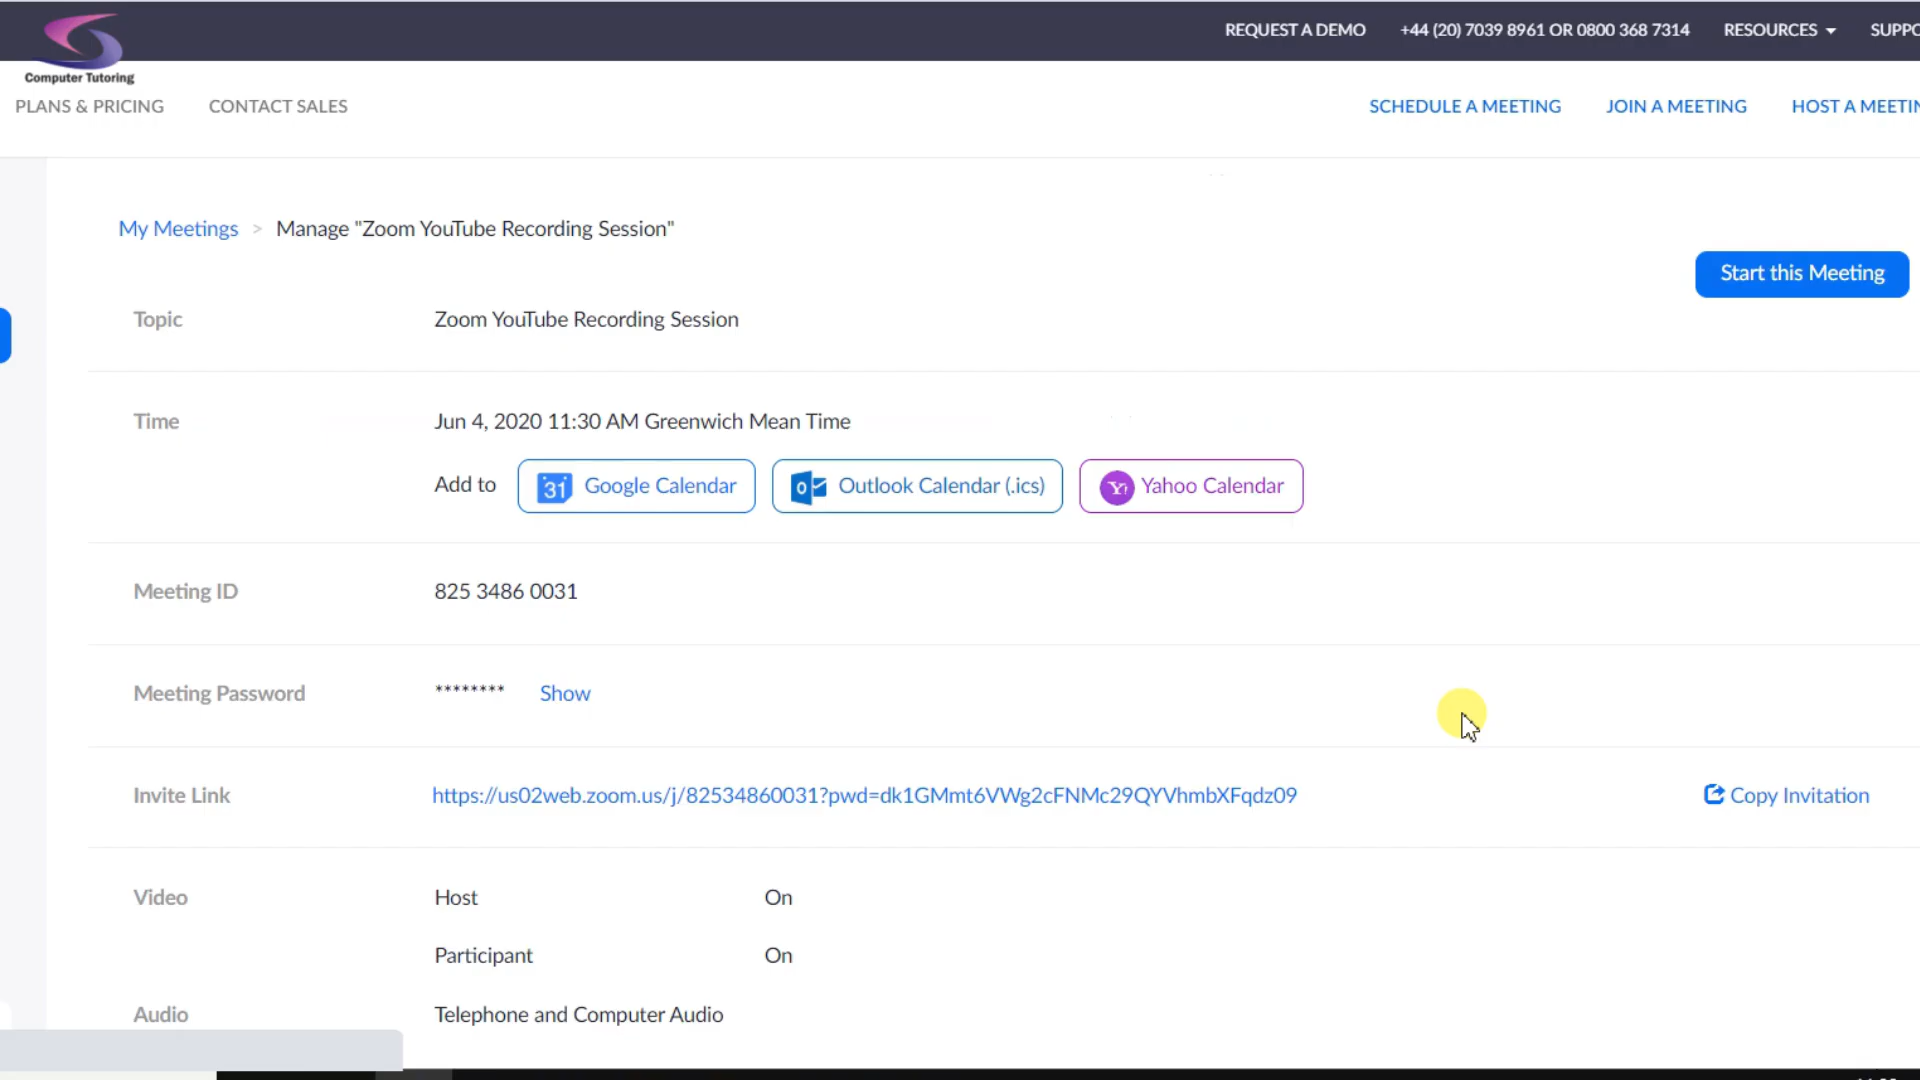 REQUEST A DEMO +44 (20) 7039 8961 OR 0800 368 7314 RESOURCES SUPPO
Computer Tutoring
PLANS & PRICING CONTACT SALES SCHEDULE A MEETING JOIN A MEETING HOST A MEETIN
My Meetings > Manage "Zoom YouTube Recording Session"
Start this Meeting
Topic Zoom YouTube Recording Session
Time Jun 4, 2020 11:30 AM Greenwich Mean Time
Add to 31 Google Calendar Outlook Calendar (.ics) Yahoo Calendar
Meeting ID 825 3486 0031
Meeting Password ******** Show
Invite Link https://us02web.zoom.us/j/82534860031?pwd=dk1GMmt6VWg2cFNMc29QYVhmbXFqdz09 Copy Invitation
Video Host On
Participant On
Audio Telephone and Computer Audio